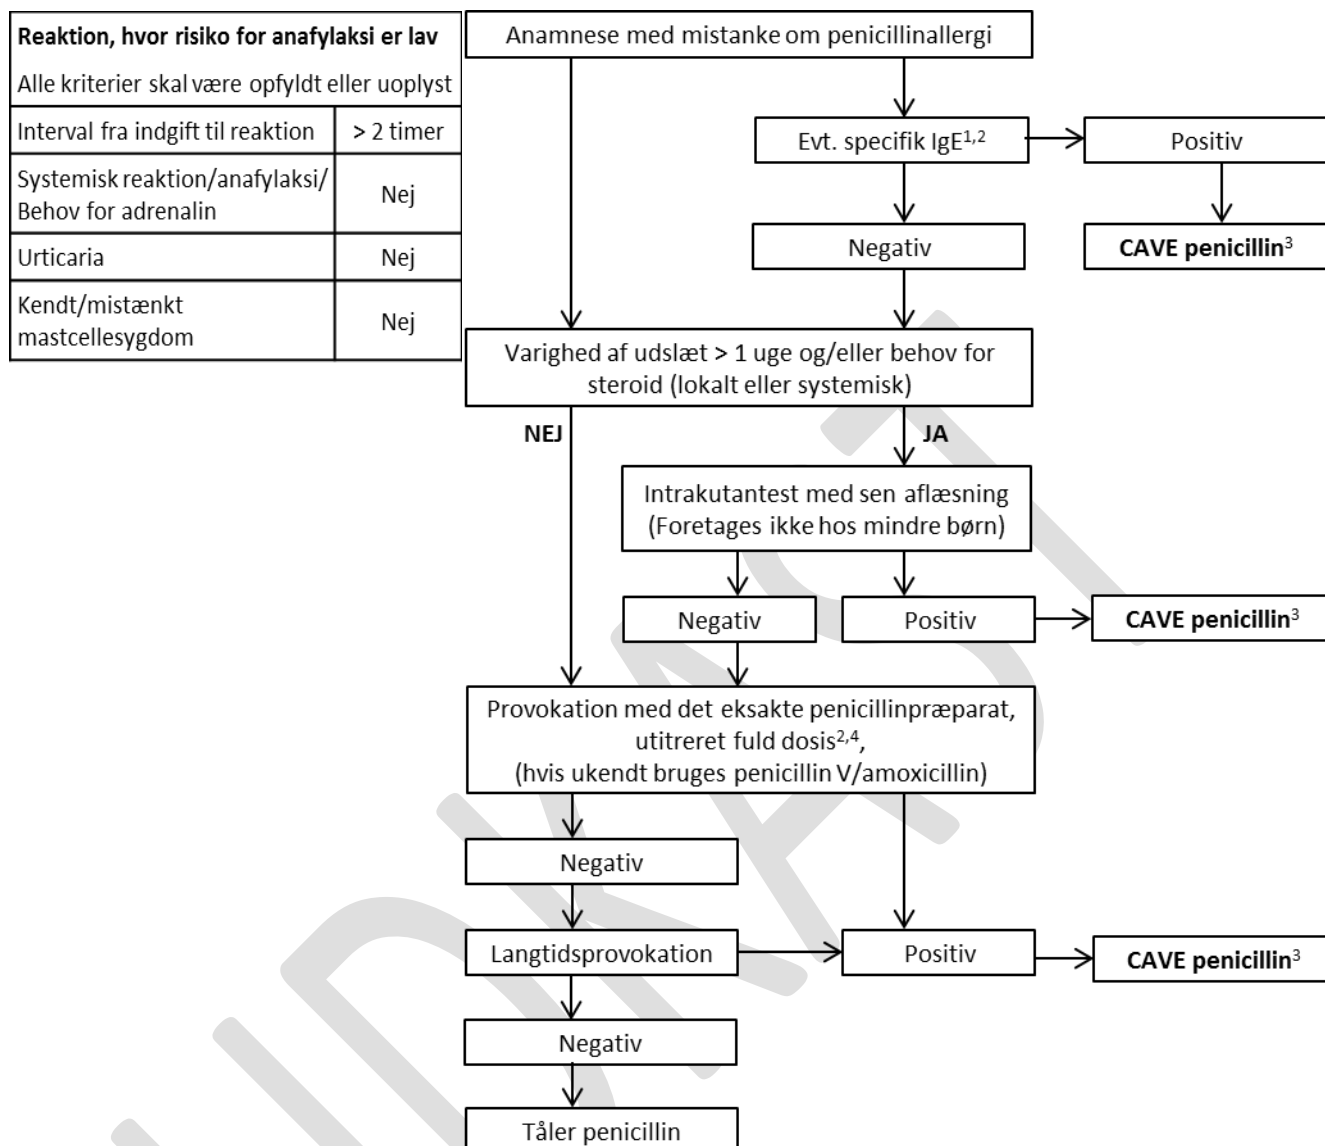 Reaktion, hvor risiko for anafylaksi er lav
Alle kriterier skal være opfyldt eller uoplyst
Interval fra indgift til reaktion > 2 timer
Systemisk reaktion/anafylaksi/
Behov for adrenalin Nej
Urticaria Nej
Kendt/mistænkt
mastcellesygdom Nej
Anamnese med mistanke om penicillinallergi
Evt. specifik IgE1,2
Positiv
Negativ
CAVE penicillin3
Varighed af udslæt > 1 uge og/eller behov for
steroid (lokalt eller systemisk)
NEJ
JA
Intrakutantest med sen aflæsning
(Foretages ikke hos mindre børn)
Negativ
Positiv
CAVE penicillin3
Provokation med det eksakte penicillinpræparat,
utitreret fuld dosis2,4,
(hvis ukendt bruges penicillin V/amoxicillin)
Negativ
Langtidsprovokation
Positiv
CAVE penicillin3
Negativ
Tåler penicillin
UDKAST